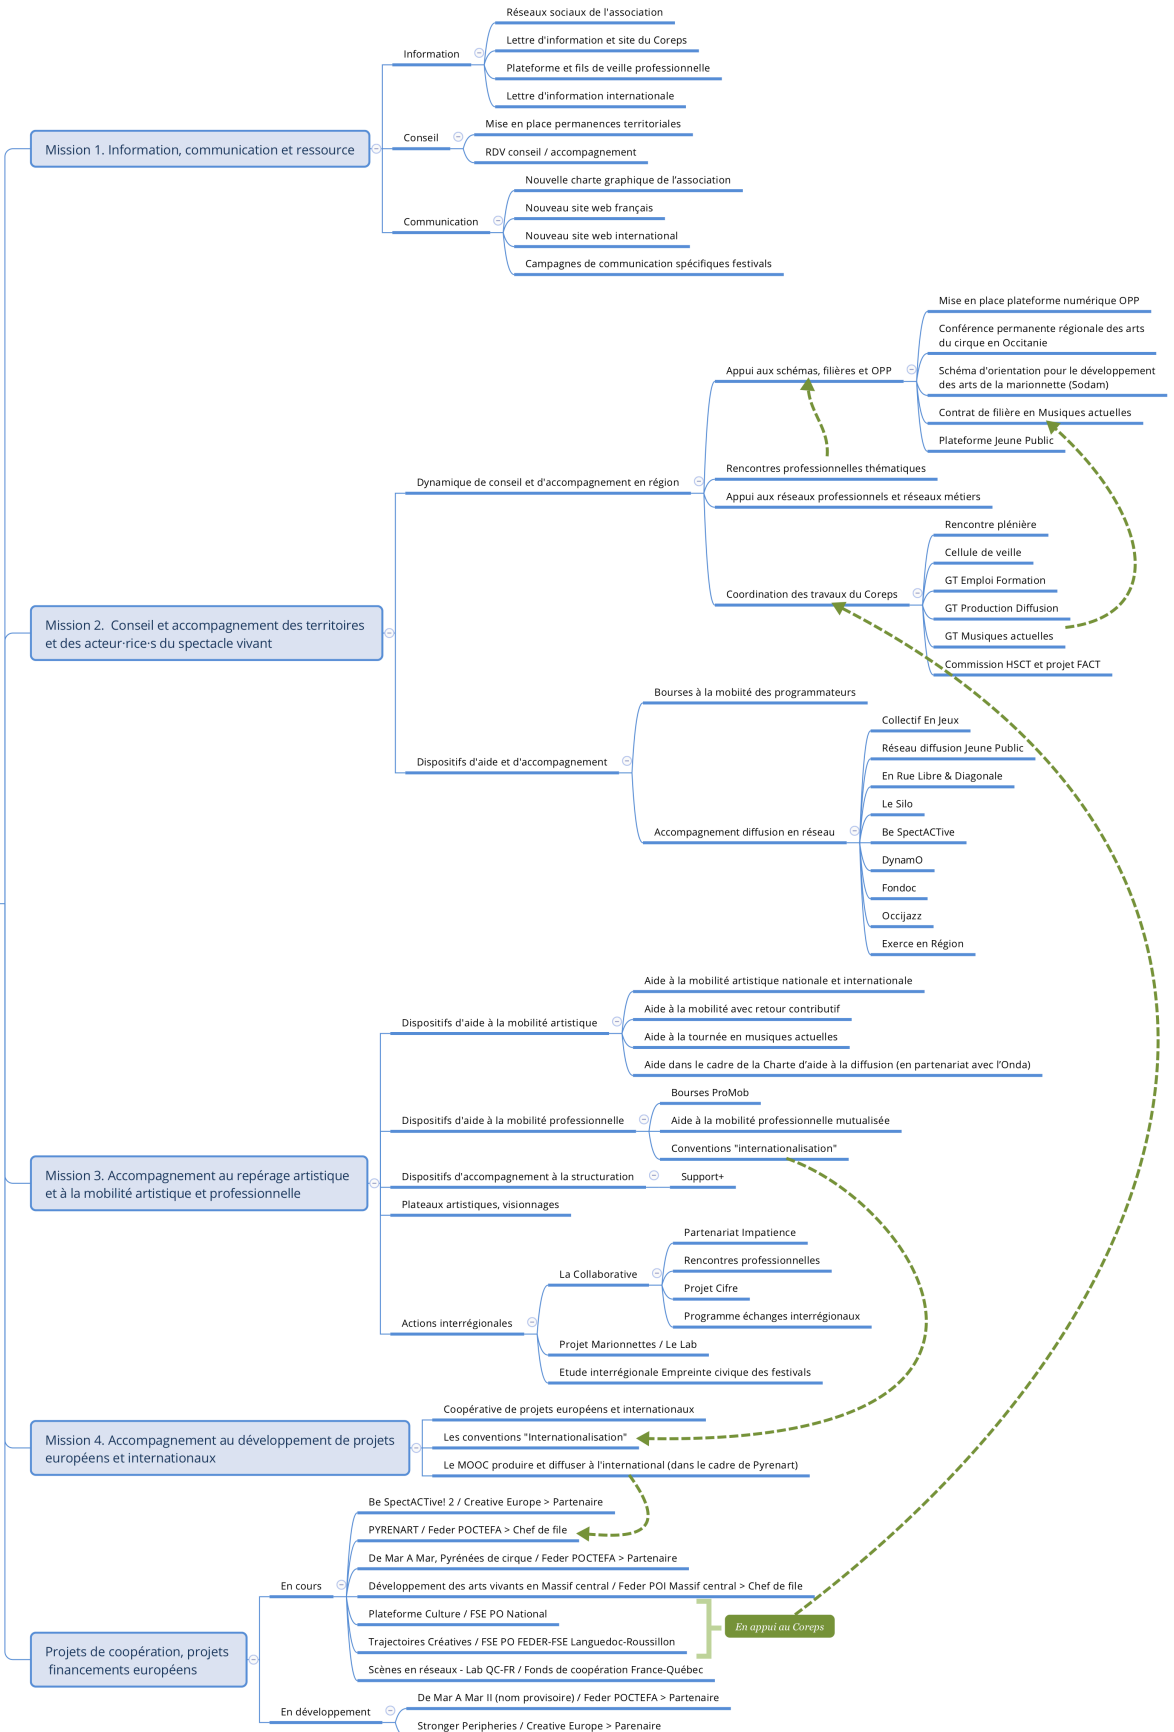 Mission 1. Information, communication et ressource
Information
Réseaux sociaux de l'association
Lettre d'information et site du Coreps
Plateforme et fils de veille professionnelle
Lettre d'information internationale
Conseil
Mise en place permanences territoriales
RDV conseil / accompagnement
Communication
Nouvelle charte graphique de l’association
Nouveau site web français
Nouveau site web international
Campagnes de communication spécifiques festivals
Mission 2.  Conseil et accompagnement des territoires
et des acteur·rice·s du spectacle vivant
Dynamique de conseil et d'accompagnement en région
Appui aux schémas, filières et OPP
Mise en place plateforme numérique OPP
Conférence permanente régionale des arts
du cirque en Occitanie
Schéma d'orientation pour le développement
des arts de la marionnette (Sodam)
Contrat de filière en Musiques actuelles
Plateforme Jeune Public
Rencontres professionnelles thématiques
Appui aux réseaux professionnels et réseaux métiers
Coordination des travaux du Coreps
Rencontre plénière
Cellule de veille
GT Emploi Formation
GT Production Diffusion
GT Musiques actuelles
Commission HSCT et projet FACT
Dispositifs d'aide et d'accompagnement
Bourses à la mobiité des programmateurs
Accompagnement diffusion en réseau
Collectif En Jeux
Réseau diffusion Jeune Public
En Rue Libre & Diagonale
Le Silo
Be SpectACTive
DynamO
Fondoc
Occijazz
Exerce en Région
Mission 3. Accompagnement au repérage artistique
et à la mobilité artistique et professionnelle
Dispositifs d'aide à la mobilité artistique
Aide à la mobilité artistique nationale et internationale
Aide à la mobilité avec retour contributif
Aide à la tournée en musiques actuelles
Aide dans le cadre de la Charte d’aide à la diffusion (en partenariat avec l’Onda)
Dispositifs d'aide à la mobilité professionnelle
Bourses ProMob
Aide à la mobilité professionnelle mutualisée
Conventions "internationalisation"
Dispositifs d'accompagnement à la structuration
Support+
Plateaux artistiques, visionnages
Actions interrégionales
La Collaborative
Partenariat Impatience
Rencontres professionnelles
Projet Cifre
Programme échanges interrégionaux
Projet Marionnettes / Le Lab
Etude interrégionale Empreinte civique des festivals
Mission 4. Accompagnement au développement de projets
européens et internationaux
Coopérative de projets européens et internationaux
Les conventions "Internationalisation"
Le MOOC produire et diffuser à l'international (dans le cadre de Pyrenart)
Projets de coopération, projets
financements européens
En cours
Be SpectACTive! 2 / Creative Europe > Partenaire
PYRENART / Feder POCTEFA > Chef de file
De Mar A Mar, Pyrénées de cirque / Feder POCTEFA > Partenaire
Développement des arts vivants en Massif central / Feder POI Massif central > Chef de file
Plateforme Culture / FSE PO National
Trajectoires Créatives / FSE PO FEDER-FSE Languedoc-Roussillon
En appui au Coreps
Scènes en réseaux - Lab QC-FR / Fonds de coopération France-Québec
En développement
De Mar A Mar II (nom provisoire) / Feder POCTEFA > Partenaire
Stronger Peripheries / Creative Europe > Parenaire